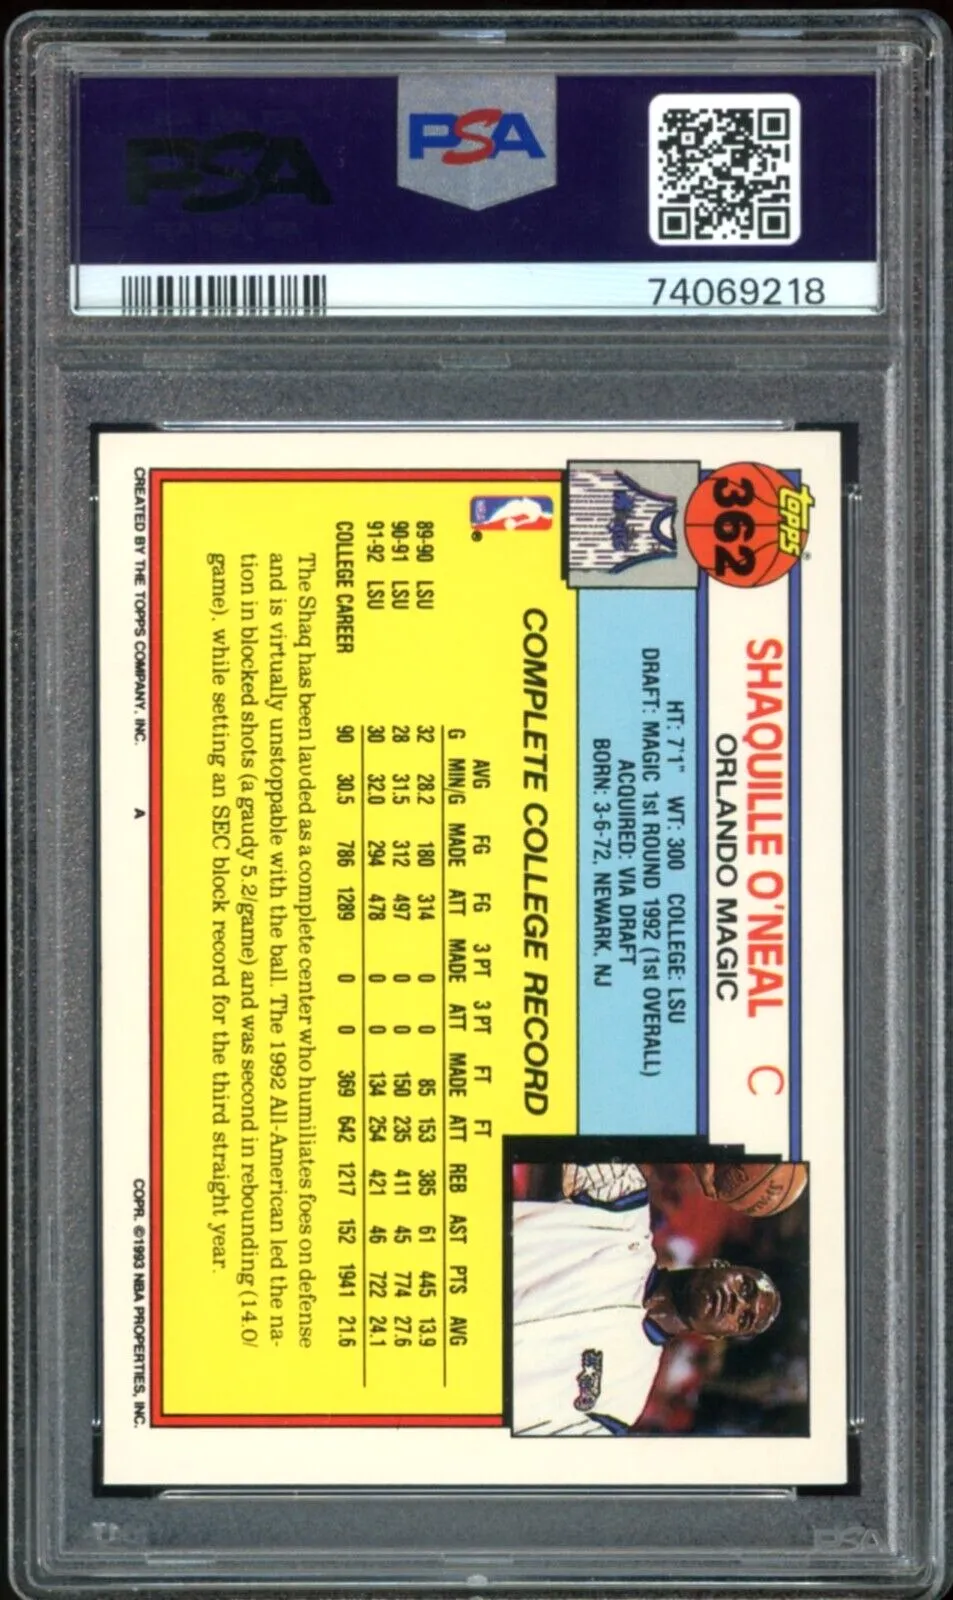 PSA
PSA
74069218
topps®
362
SHAQUILLE O'NEAL C
ORLANDO MAGIC
HT: 7'1" WT: 300 COLLEGE: LSU
DRAFT: MAGIC 1st ROUND 1992 (1st OVERALL)
ACQUIRED: VIA DRAFT
BORN: 3-6-72, NEWARK, NJ
COMPLETE COLLEGE RECORD
AVG FG FG 3 PT 3 PT FT FT
G MIN/G MADE ATT MADE ATT MADE ATT REB AST PTS AVG
89-90 LSU 32 28.2 180 314 0 0 85 153 385 61 445 13.9
90-91 LSU 28 31.5 312 497 0 0 150 235 411 45 774 27.6
91-92 LSU 30 32.0 294 478 0 0 134 254 421 46 722 24.1
COLLEGE CAREER 90 30.5 786 1289 0 0 369 642 1217 152 1941 21.6
The Shaq has been lauded as a complete center who humiliates foes on defense
and is virtually unstoppable with the ball. The 1992 All-American led the na-
tion in blocked shots (a gaudy 5.2/game) and was second in rebounding (14.0/
game), while setting an SEC block record for the third straight year.
CREATED BY THE TOPPS COMPANY, INC. A COPR. ©1993 NBA PROPERTIES, INC.
PSA